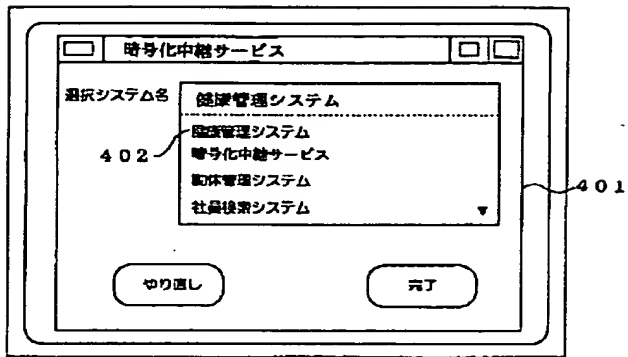 暗号化中継サービス
選択システム名
健康管理システム
健康管理システム
暗号化中継サービス
勤休管理システム
社員検索システム
402
401
やり直し
完了